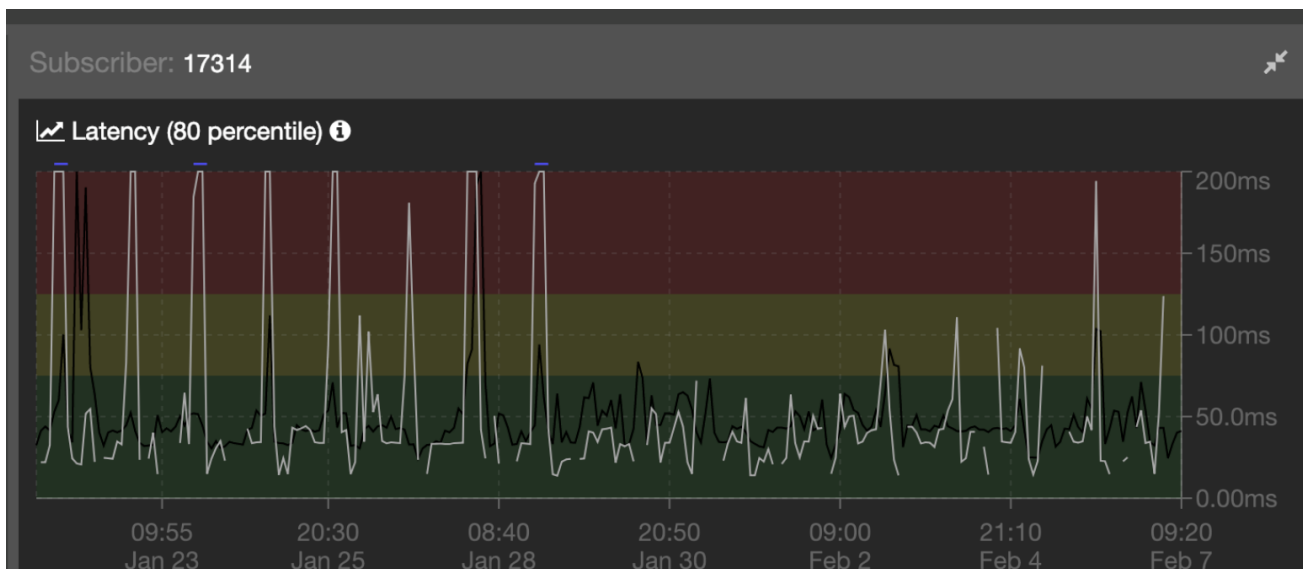 Subscriber: 17314
Latency (80 percentile)
200ms
150ms
100ms
50.0ms
0.00ms
09:55 20:30 08:40 20:50 09:00 21:10 09:20
Jan 23 Jan 25 Jan 28 Jan 30 Feb 2 Feb 4 Feb 7